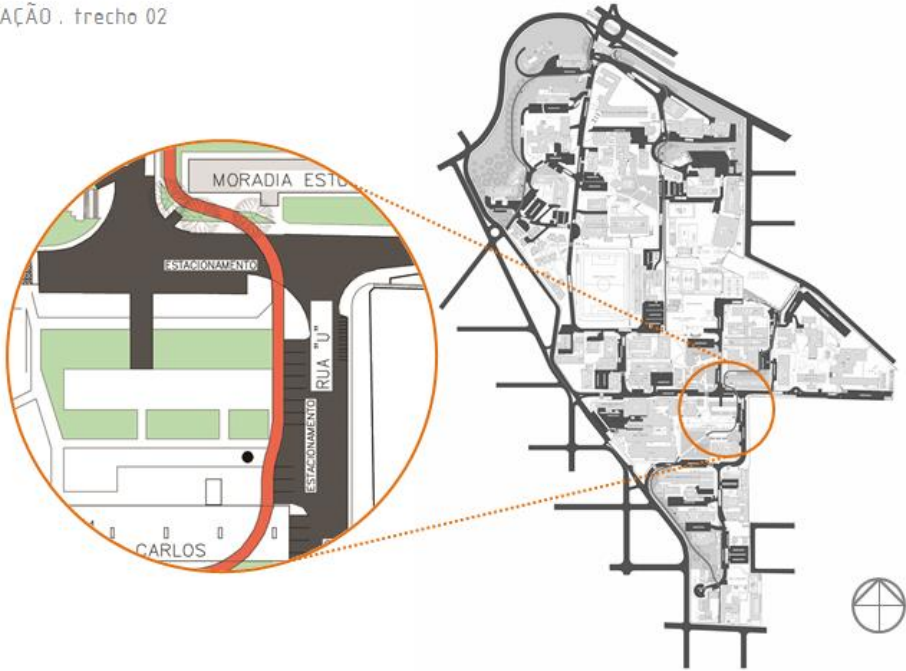 AÇÃO . trecho 02
MORADIA ESTU
ESTACIONAMENTO
RUA "U"
ESTACIONAMENTO
CARLOS